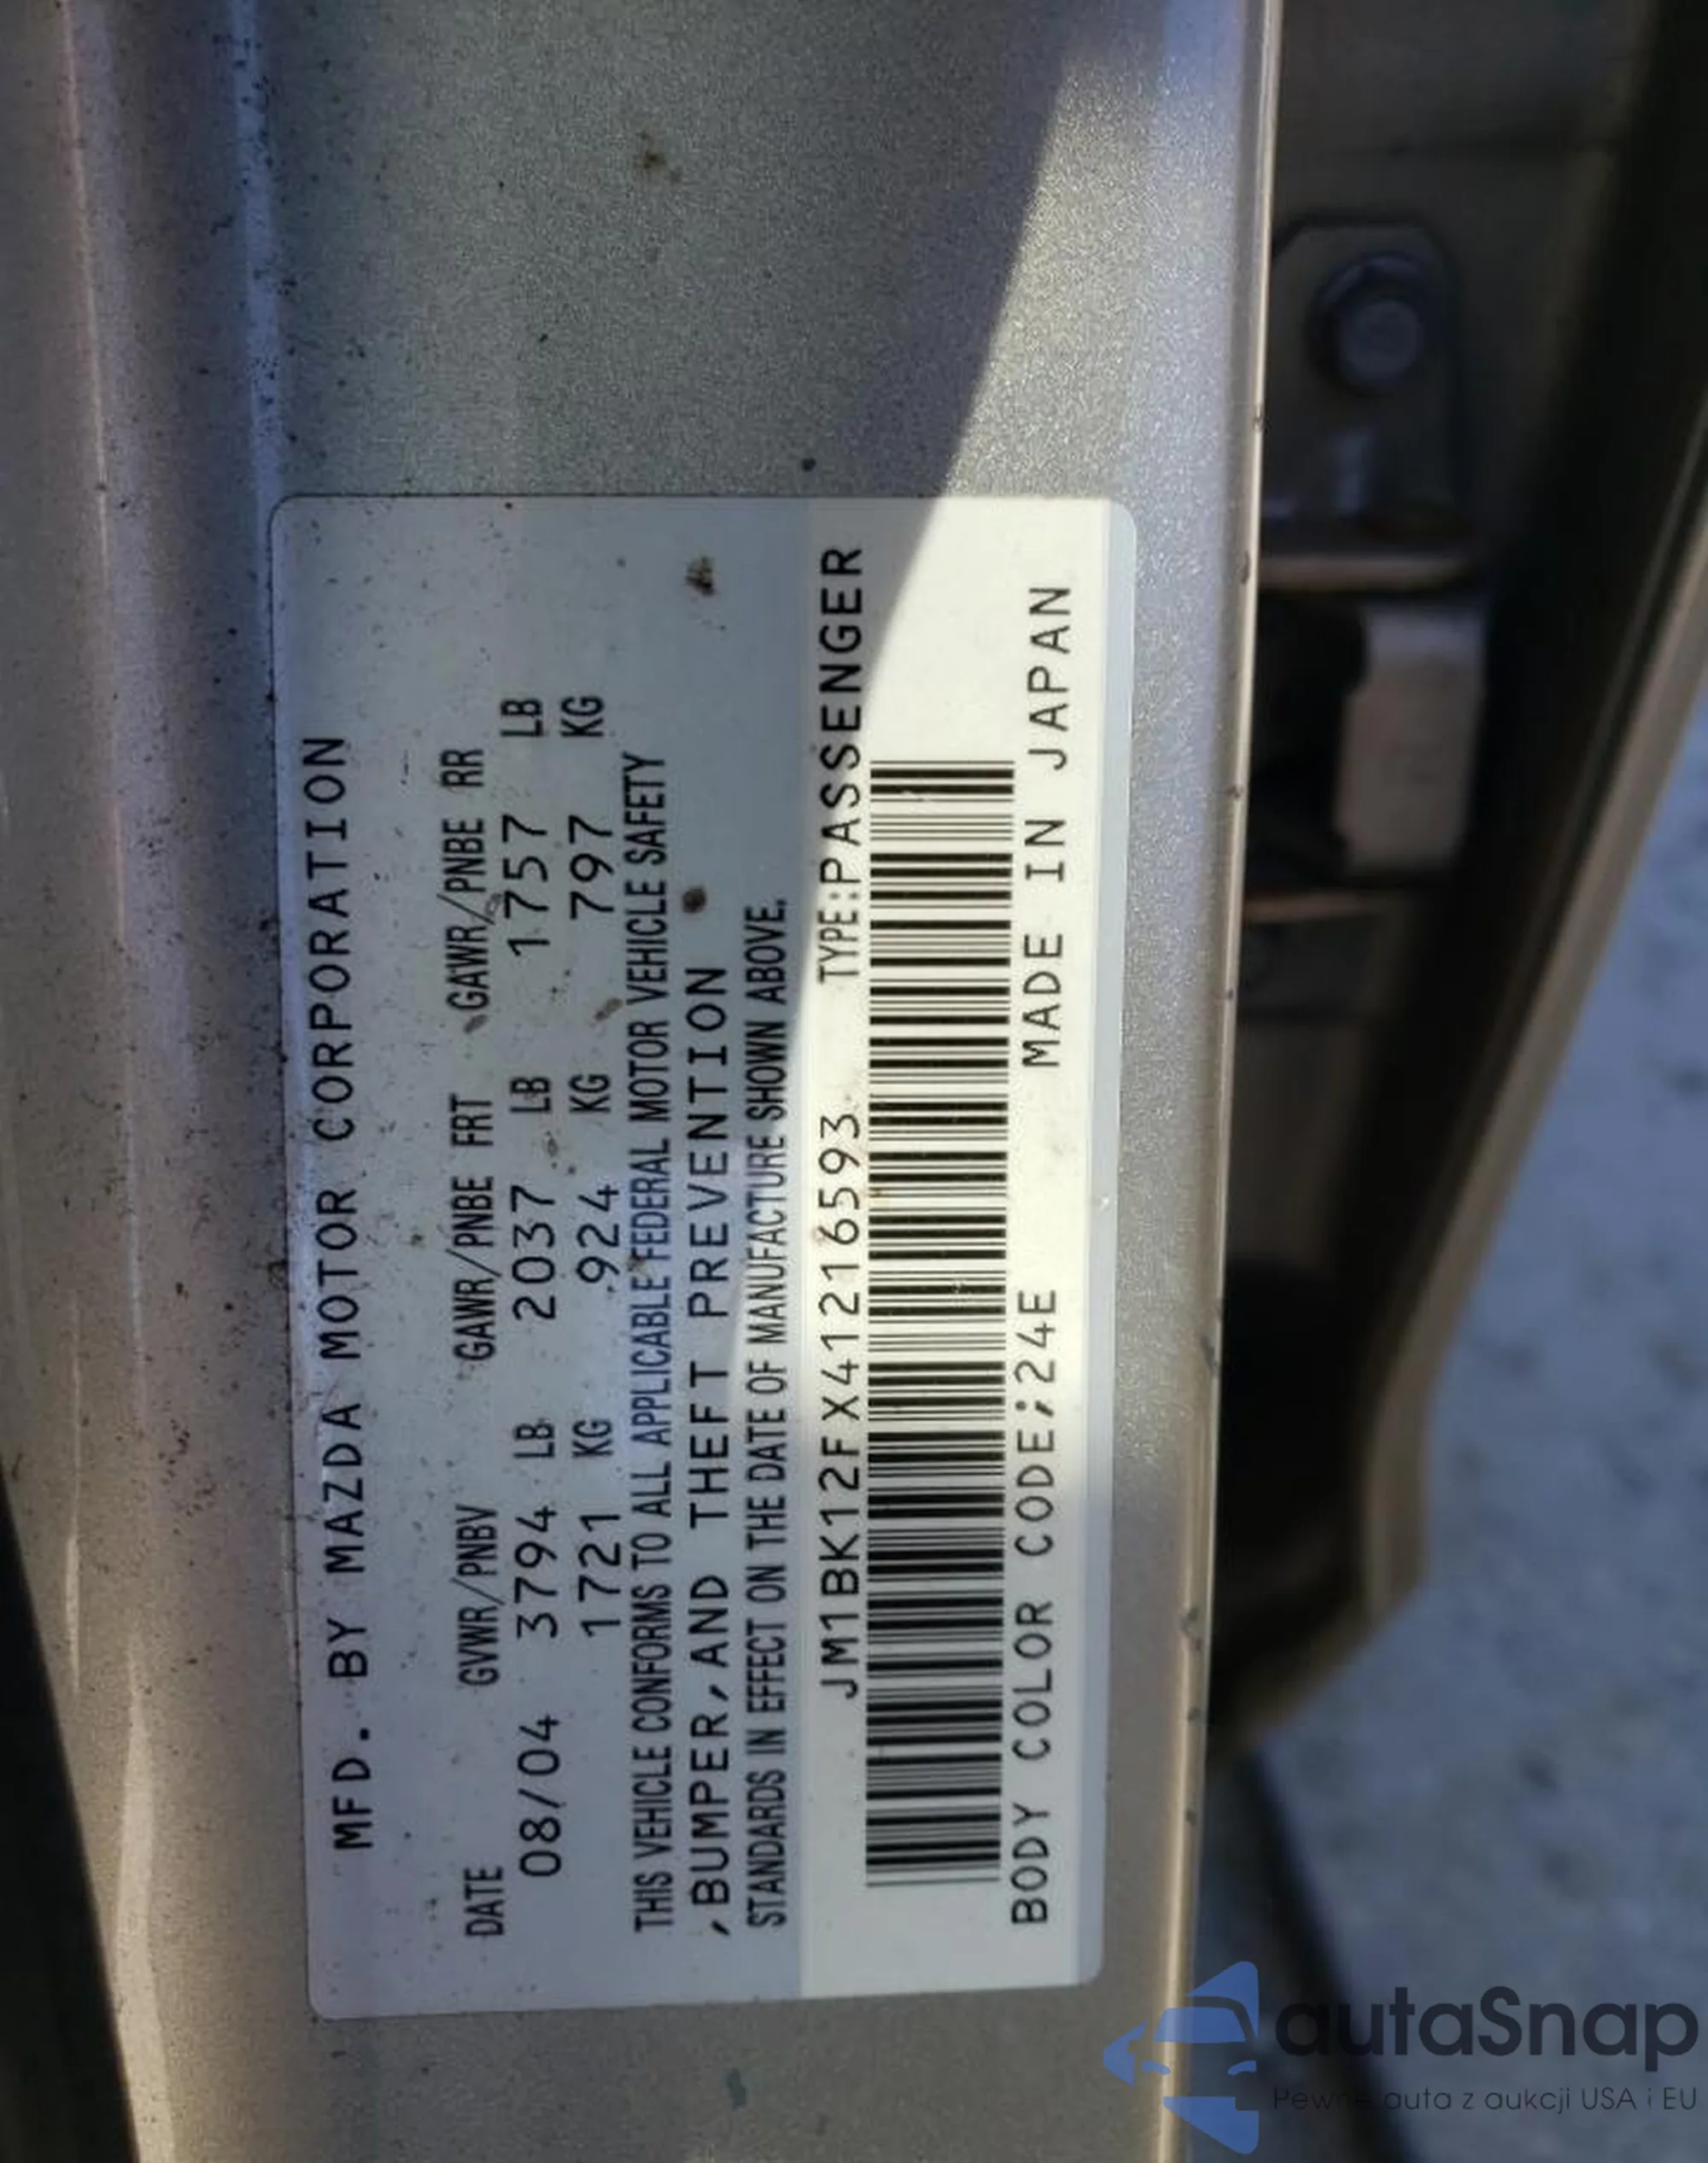 MFD. BY MAZDA MOTOR CORPORATION
DATE GVWR/PNBV GAWR/PNBE FRT GAWR/PNBE RR
08/04 3794 LB 2037 LB 1757 LB
1721 KG 924 KG 797 KG
THIS VEHICLE CONFORMS TO ALL APPLICABLE FEDERAL MOTOR VEHICLE SAFETY
,BUMPER,AND THEFT PREVENTION
STANDARDS IN EFFECT ON THE DATE OF MANUFACTURE SHOWN ABOVE.
JM1BK12FX41216593 TYPE:PASSENGER
BODY COLOR CODE:24E MADE IN JAPAN
autaSnap
Pewne auta z aukcji USA i EU